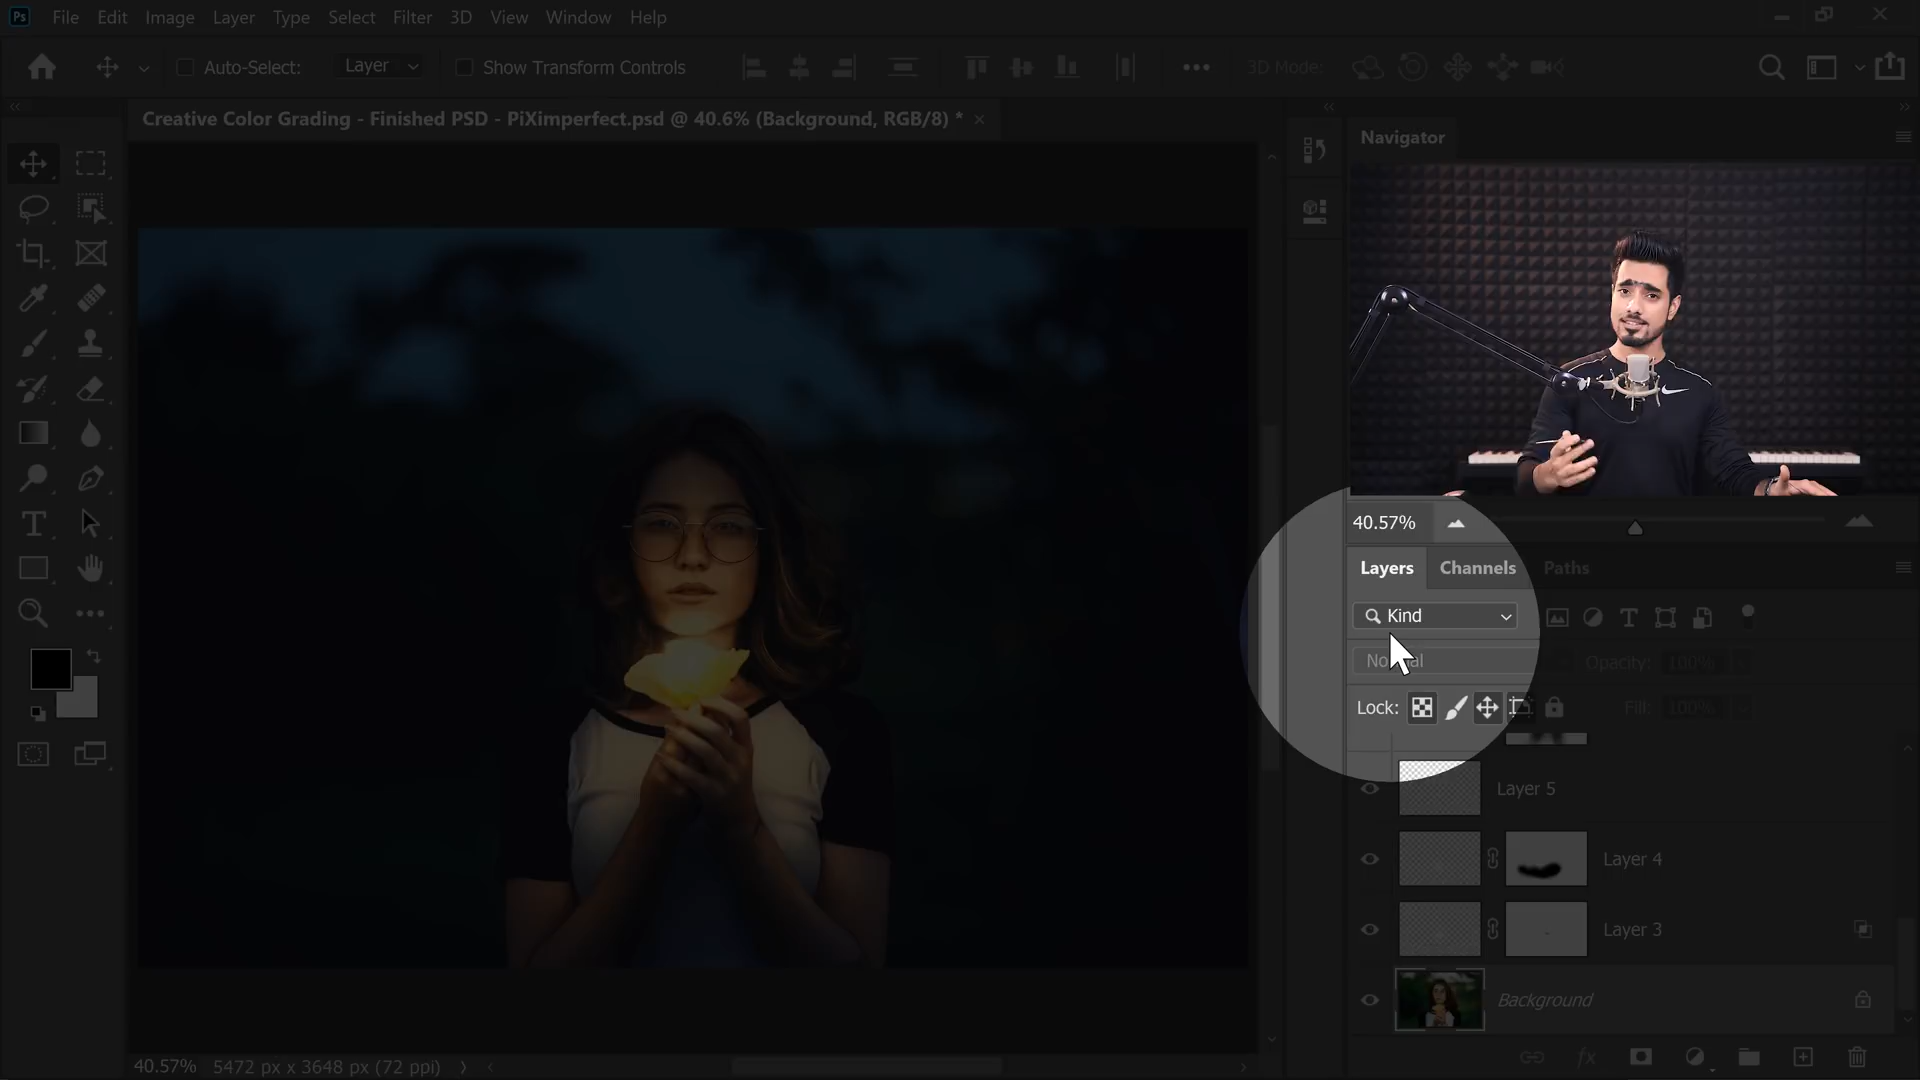 Ps File Edit Image Layer Type Select Filter 3D View Window Help
Auto-Select: Layer Show Transform Controls 3D Mode:
Creative Color Grading - Finished PSD - PiXimperfect.psd @ 40.6% (Background, RGB/8) *
Navigator
40.57%
Layers Channels Paths
Kind
Normal Opacity: 100%
Lock: Fill: 100%
Layer 5
Layer 4
Layer 3
Background
fx
40.57% 5472 px x 3648 px (72 ppi)